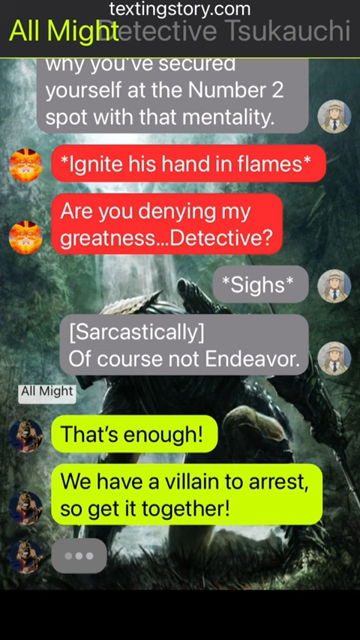 textingstory.com
All Might Detective Tsukauchi
why you've secured
yourself at the Number 2
spot with that mentality.
*Ignite his hand in flames*
Are you denying my
greatness...Detective?
*Sighs*
[Sarcastically]
Of course not Endeavor.
All Might
That's enough!
We have a villain to arrest,
so get it together!